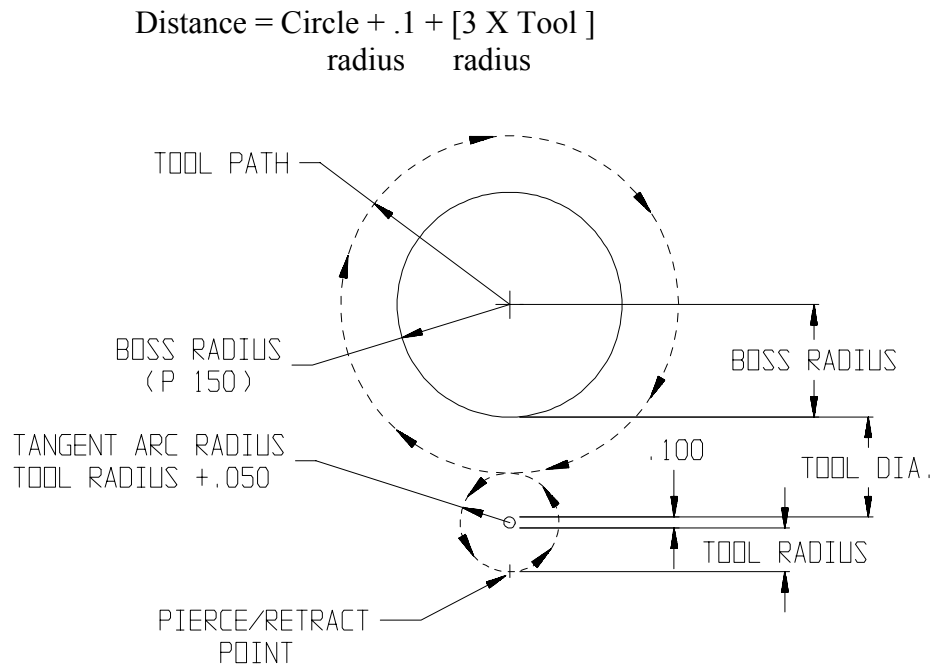 Distance = Circle + .1 + [3 X Tool ]
radius radius
TOOL PATH
BOSS RADIUS
(P 150)
BOSS RADIUS
TANGENT ARC RADIUS
TOOL RADIUS +.050
.100
TOOL DIA.
TOOL RADIUS
PIERCE/RETRACT
POINT